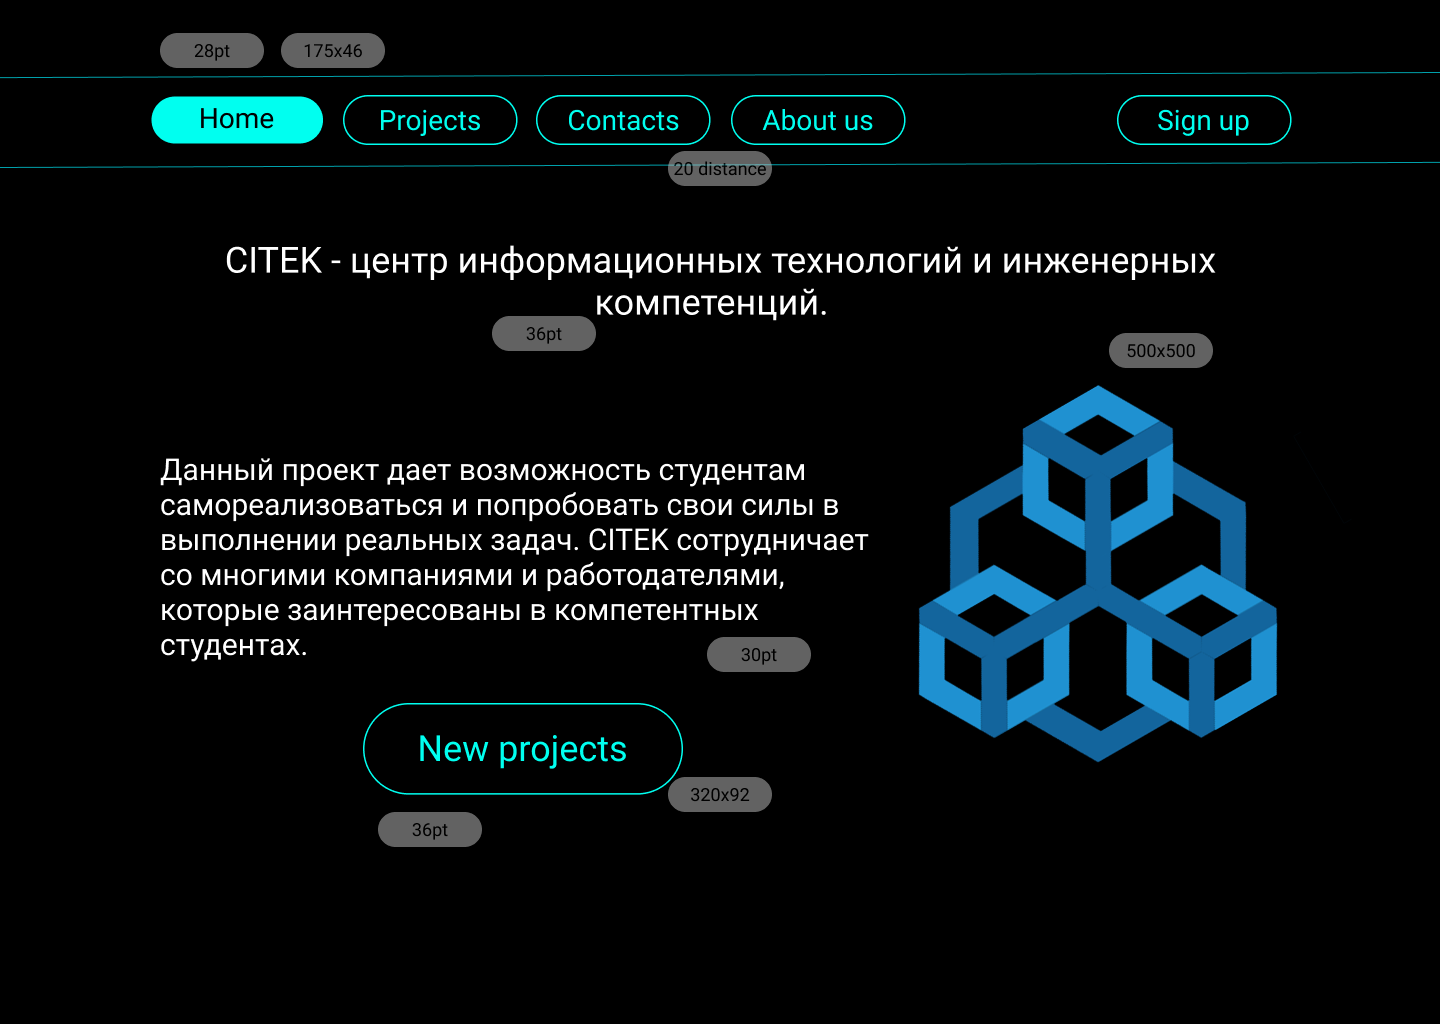 28pt 175x46
Home Projects Contacts About us Sign up
20 distance
CITEK - центр информационных технологий и инженерных
компетенций.
36pt
500x500
Данный проект дает возможность студентам
самореализоваться и попробовать свои силы в
выполнении реальных задач. CITEK сотрудничает
со многими компаниями и работодателями,
которые заинтересованы в компетентных
студентах.
30pt
New projects
320x92
36pt